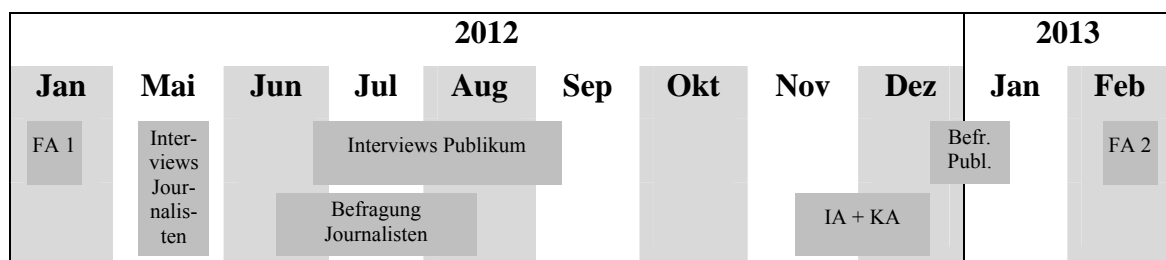 2012 2013
Jan Mai Jun Jul Aug Sep Okt Nov Dez Jan Feb
FA 1
Inter-
views
Jour-
nalis-
ten
Interviews Publikum
Befr.
Publ.
FA 2
Befragung
Journalisten
IA + KA